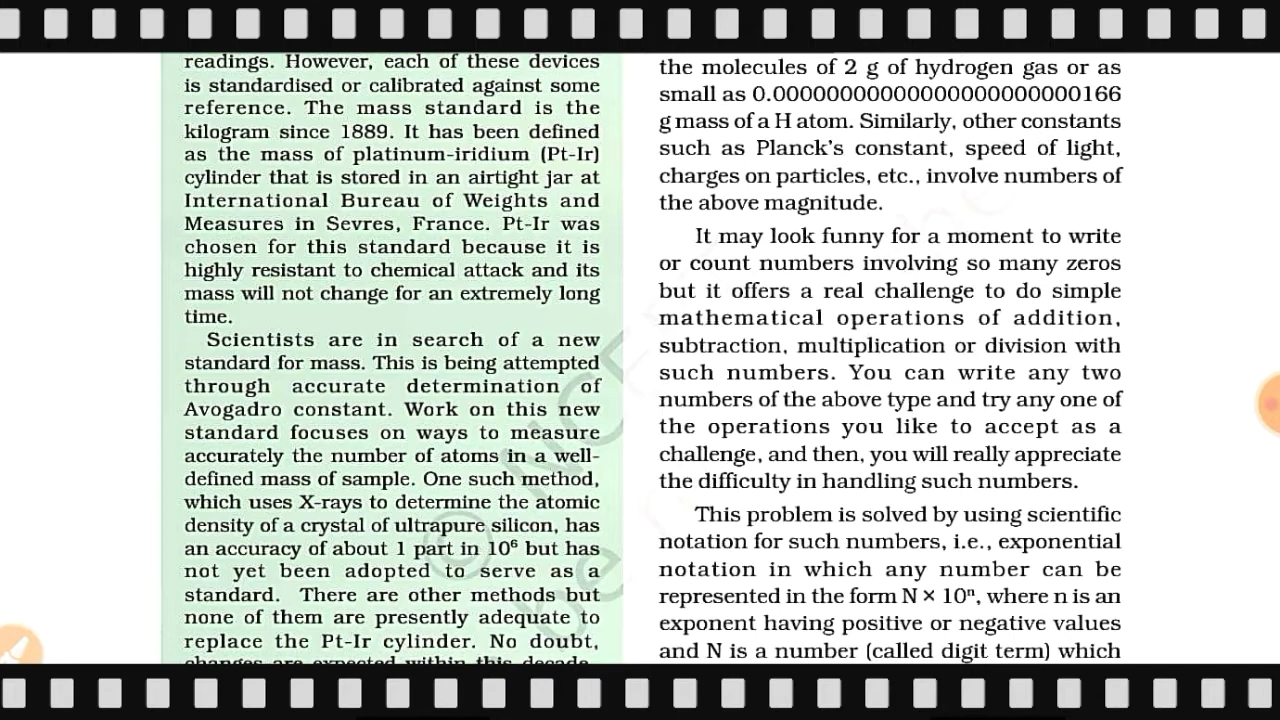 readings. However, each of these devices
is standardised or calibrated against some
reference. The mass standard is the
kilogram since 1889. It has been defined
as the mass of platinum-iridium (Pt-Ir)
cylinder that is stored in an airtight jar at
International Bureau of Weights and
Measures in Sevres, France. Pt-Ir was
chosen for this standard because it is
highly resistant to chemical attack and its
mass will not change for an extremely long
time.
Scientists are in search of a new
standard for mass. This is being attempted
through accurate determination of
Avogadro constant. Work on this new
standard focuses on ways to measure
accurately the number of atoms in a well-
defined mass of sample. One such method,
which uses X-rays to determine the atomic
density of a crystal of ultrapure silicon, has
an accuracy of about 1 part in 10⁶ but has
not yet been adopted to serve as a
standard. There are other methods but
none of them are presently adequate to
replace the Pt-Ir cylinder. No doubt,
changes are expected within this decade.
the molecules of 2 g of hydrogen gas or as
small as 0.00000000000000000000000166
g mass of a H atom. Similarly, other constants
such as Planck's constant, speed of light,
charges on particles, etc., involve numbers of
the above magnitude.
It may look funny for a moment to write
or count numbers involving so many zeros
but it offers a real challenge to do simple
mathematical operations of addition,
subtraction, multiplication or division with
such numbers. You can write any two
numbers of the above type and try any one of
the operations you like to accept as a
challenge, and then, you will really appreciate
the difficulty in handling such numbers.
This problem is solved by using scientific
notation for such numbers, i.e., exponential
notation in which any number can be
represented in the form N × 10ⁿ, where n is an
exponent having positive or negative values
and N is a number (called digit term) which